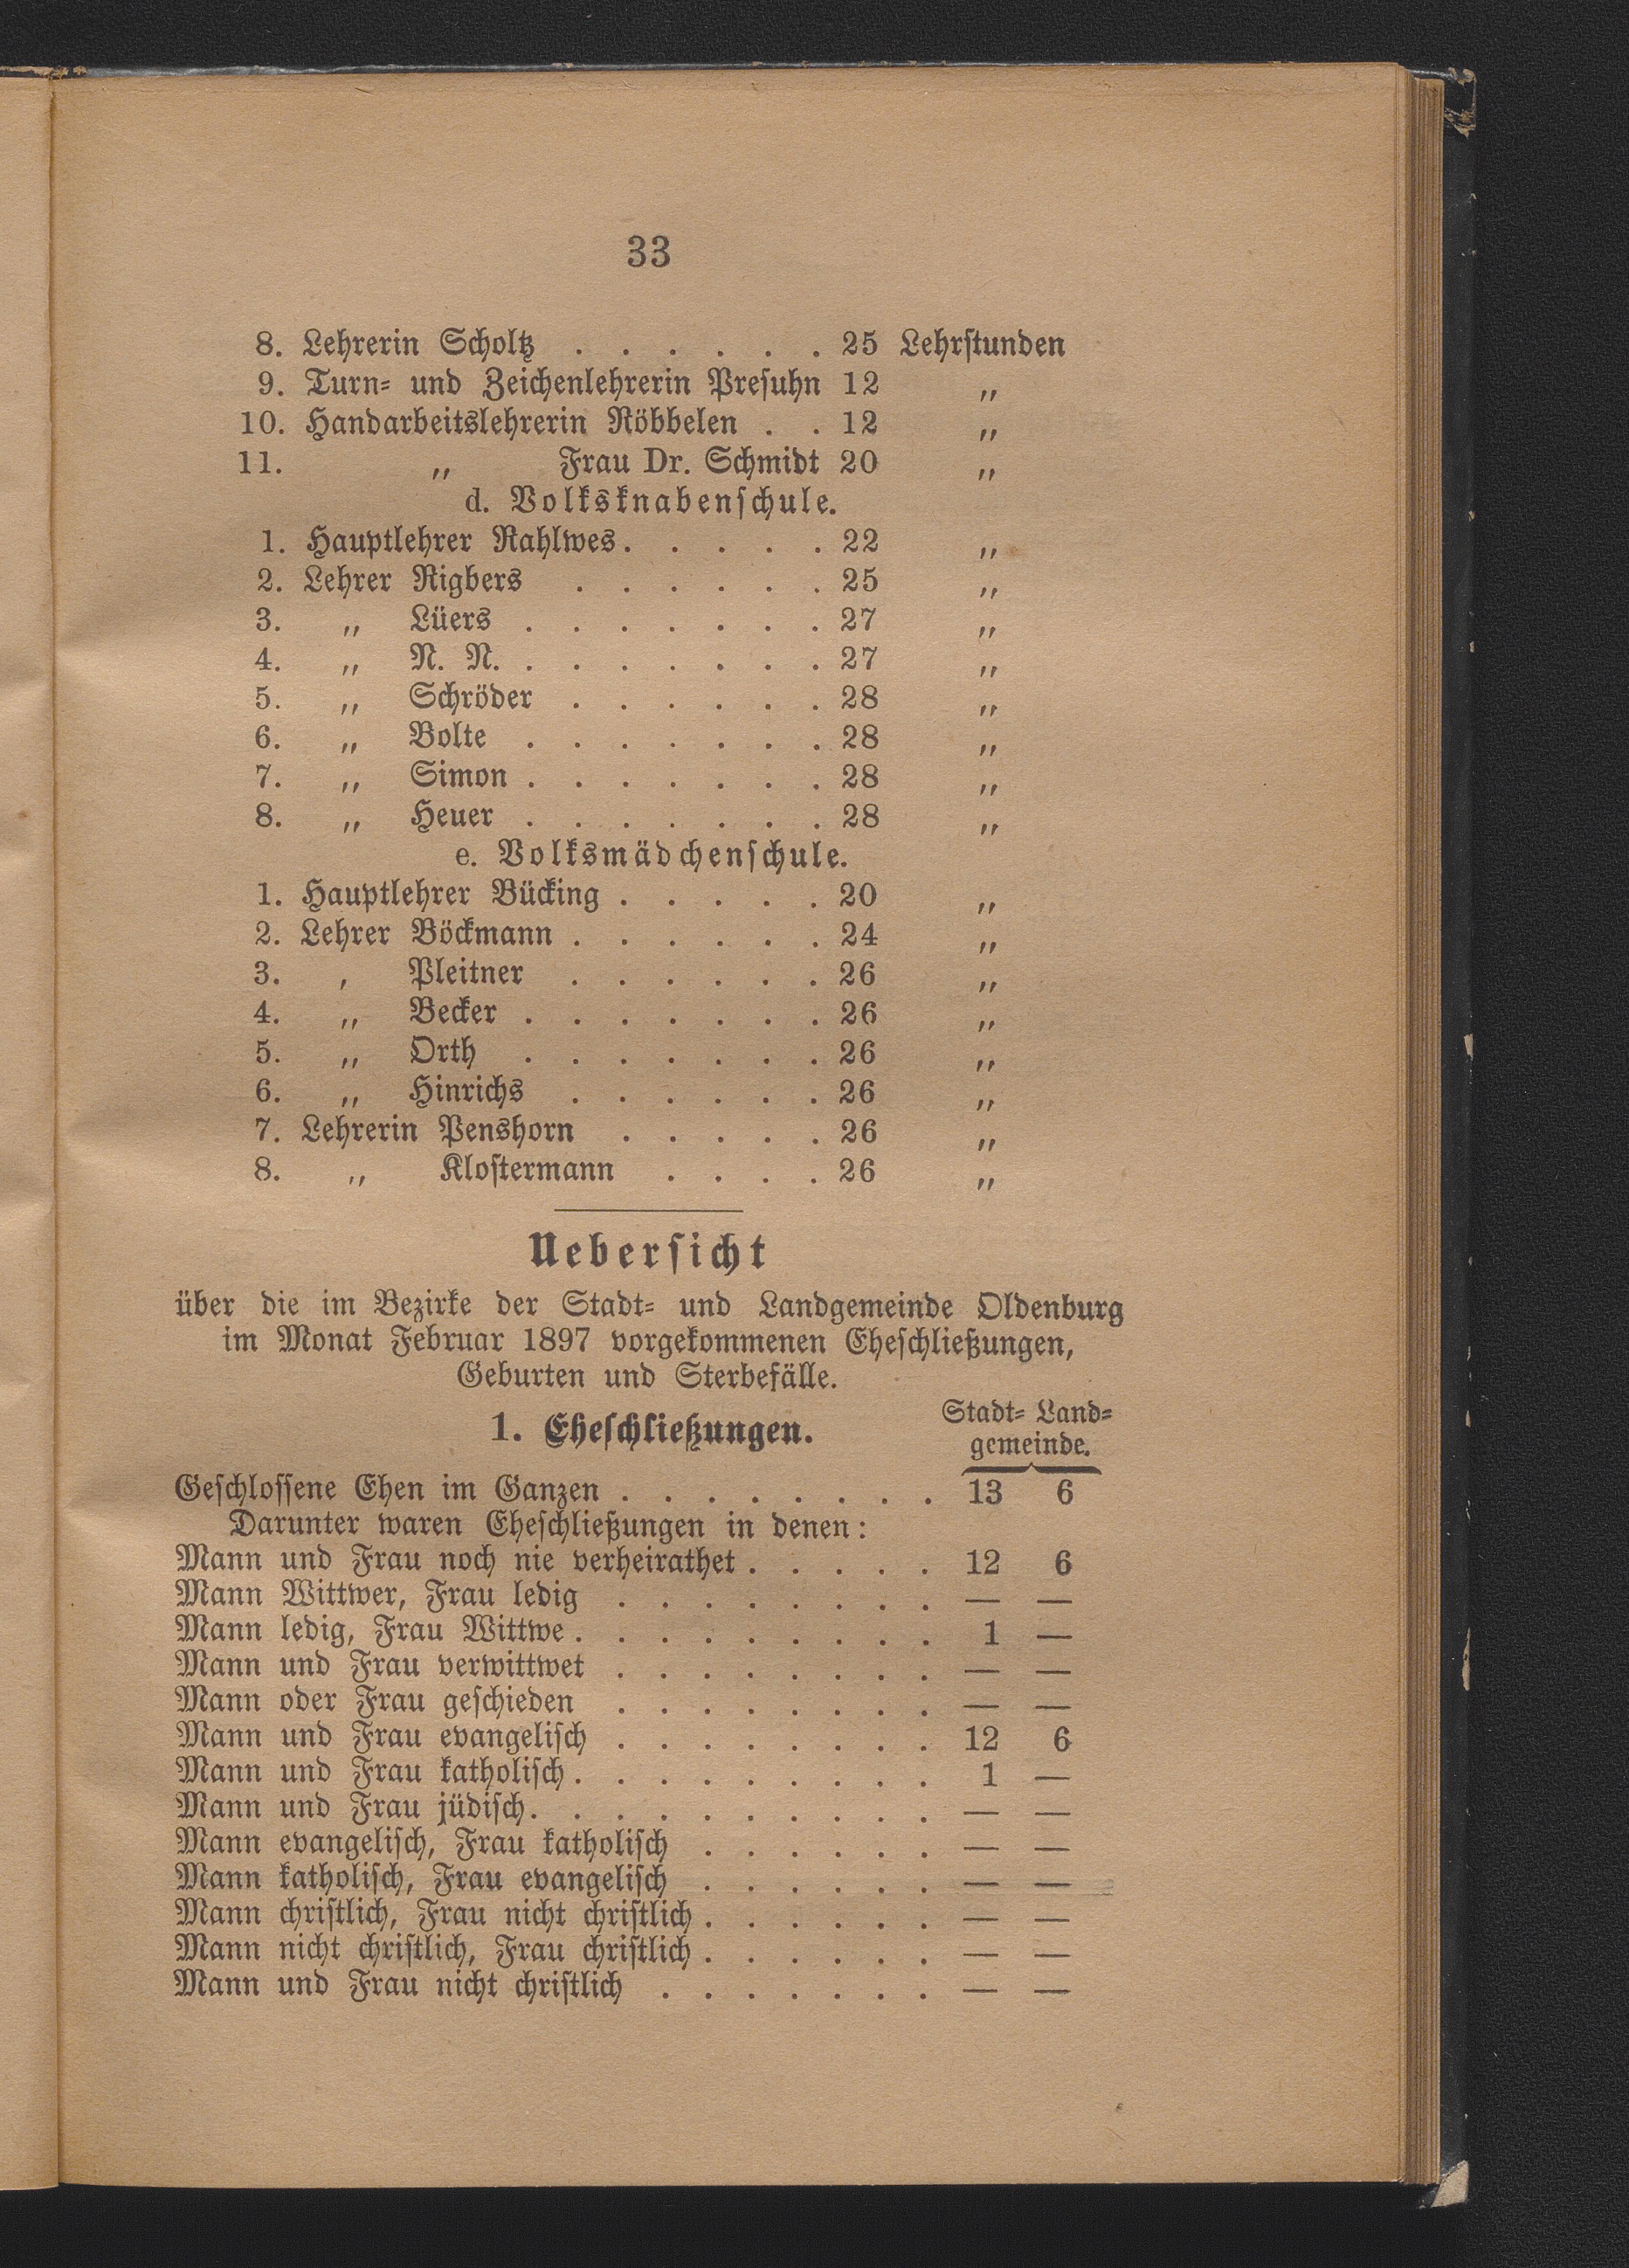 33
8. Lehrerin Scholtz . . . . . . 25 Lehrstunden
9. Turn- und Zeichenlehrerin Presuhn 12 „
10. Handarbeitslehrerin Röbbelen . . 12 „
11. „ Frau Dr. Schmidt 20 „
d. Volksknabenschule.
1. Hauptlehrer Rahlwes. . . . . 22 „
2. Lehrer Rigbers . . . . . . 25 „
3. „ Lüers . . . . . . . 27 „
4. „ N. N. . . . . . . . 27 „
5. „ Schröder . . . . . . 28 „
6. „ Bolte . . . . . . . 28 „
7. „ Simon . . . . . . . 28 „
8. „ Heuer . . . . . . . 28 „
e. Volksmädchenschule.
1. Hauptlehrer Bücking . . . . . 20 „
2. Lehrer Böckmann . . . . . . 24 „
3. , Pleitner . . . . . . 26 „
4. „ Becker . . . . . . . 26 „
5. „ Orth . . . . . . . 26 „
6. „ Hinrichs . . . . . . 26 „
7. Lehrerin Penshorn . . . . . 26 „
8. „ Klostermann . . . . 26 „
Uebersicht
über die im Bezirke der Stadt- und Landgemeinde Oldenburg
im Monat Februar 1897 vorgekommenen Eheschließungen,
Geburten und Sterbefälle.
Stadt- Land-
1. Eheschließungen. gemeinde.
Geschlossene Ehen im Ganzen . . . . . . . . 13 6
Darunter waren Eheschließungen in denen:
Mann und Frau noch nie verheirathet . . . . . 12 6
Mann Wittwer, Frau ledig . . . . . . . . — —
Mann ledig, Frau Wittwe . . . . . . . . . 1 —
Mann und Frau verwittwet . . . . . . . . — —
Mann oder Frau geschieden . . . . . . . . — —
Mann und Frau evangelisch . . . . . . . . 12 6
Mann und Frau katholisch . . . . . . . . . 1 —
Mann und Frau jüdisch. . . . . . . . . . — —
Mann evangelisch, Frau katholisch . . . . . . — —
Mann katholisch, Frau evangelisch . . . . . . — —
Mann christlich, Frau nicht christlich . . . . . . — —
Mann nicht christlich, Frau christlich . . . . . . — —
Mann und Frau nicht christlich . . . . . . . — —